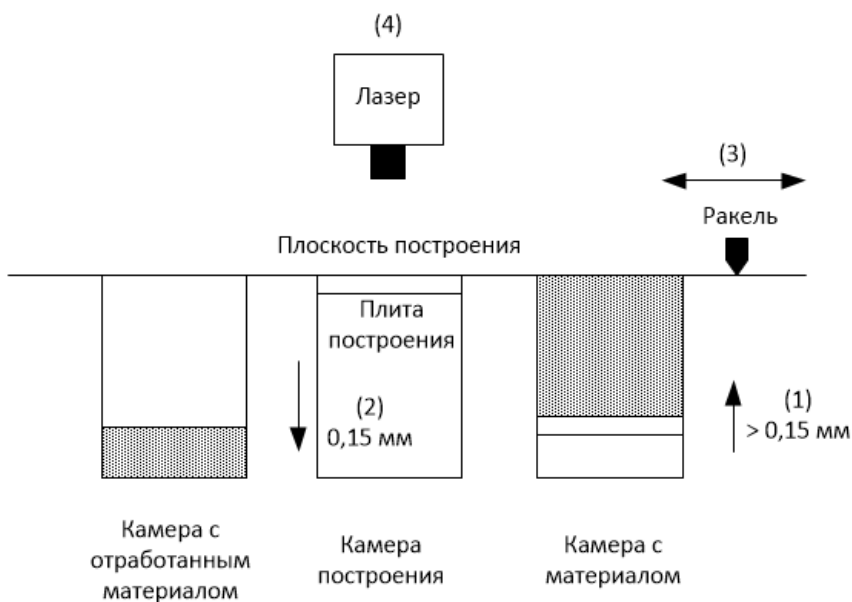 (4)
Лазер
(3)
Ракель
Плоскость построения
Плита
построения
(2)
0,15 мм
(1)
> 0,15 мм
Камера с
отработанным
материалом
Камера
построения
Камера с
материалом